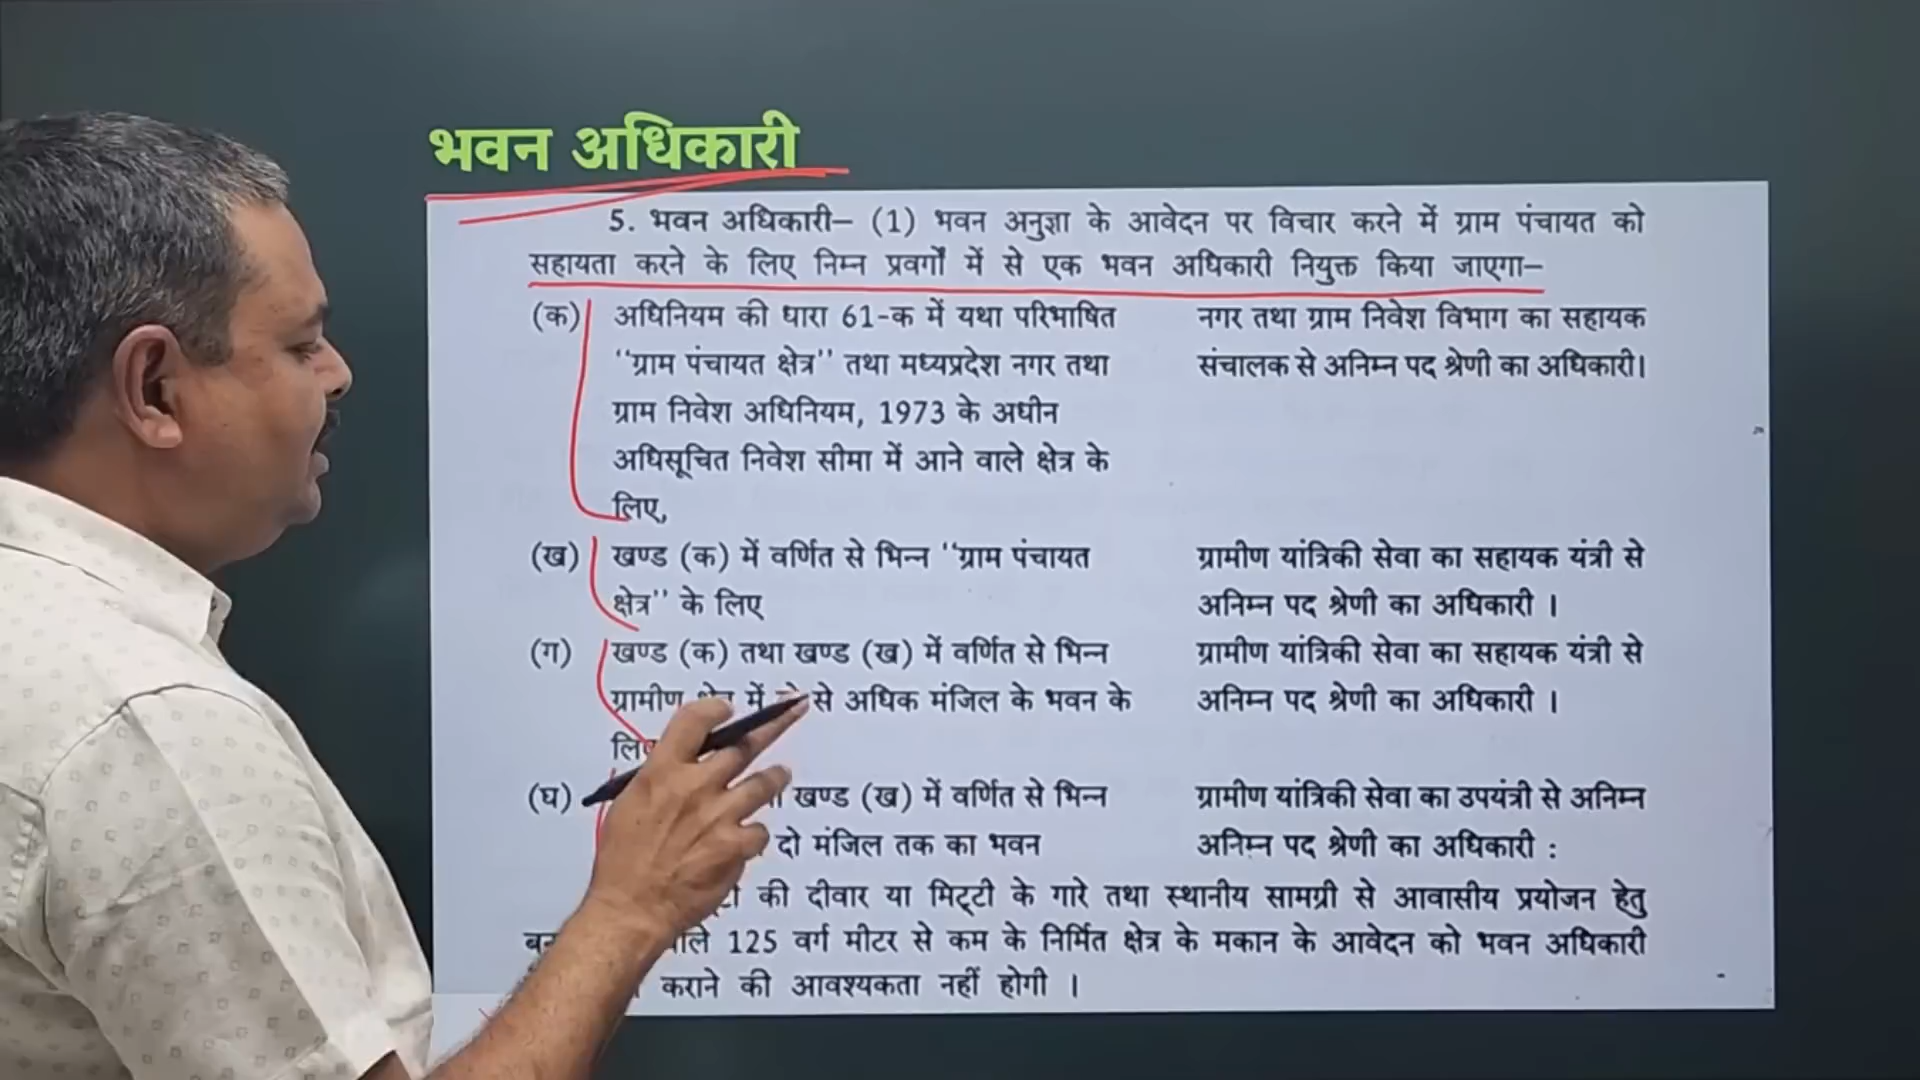 भवन अधिकारी
5. भवन अधिकारी– (1) भवन अनुज्ञा के आवेदन पर विचार करने में ग्राम पंचायत को
सहायता करने के लिए निम्न प्रवर्गों में से एक भवन अधिकारी नियुक्त किया जाएगा–
(क) अधिनियम की धारा 61-क में यथा परिभाषित नगर तथा ग्राम निवेश विभाग का सहायक
''ग्राम पंचायत क्षेत्र'' तथा मध्यप्रदेश नगर तथा संचालक से अनिम्न पद श्रेणी का अधिकारी।
ग्राम निवेश अधिनियम, 1973 के अधीन
अधिसूचित निवेश सीमा में आने वाले क्षेत्र के
लिए,
(ख) खण्ड (क) में वर्णित से भिन्न ''ग्राम पंचायत ग्रामीण यांत्रिकी सेवा का सहायक यंत्री से
क्षेत्र'' के लिए अनिम्न पद श्रेणी का अधिकारी ।
(ग) खण्ड (क) तथा खण्ड (ख) में वर्णित से भिन्न ग्रामीण यांत्रिकी सेवा का सहायक यंत्री से
ग्रामीण में से अधिक मंजिल के भवन के अनिम्न पद श्रेणी का अधिकारी ।
(घ) खण्ड (ख) में वर्णित से भिन्न ग्रामीण यांत्रिकी सेवा का उपयंत्री से अनिम्न
दो मंजिल तक का भवन अनिम्न पद श्रेणी का अधिकारी :
की दीवार या मिट्टी के गारे तथा स्थानीय सामग्री से आवासीय प्रयोजन हेतु
125 वर्ग मीटर से कम के निर्मित क्षेत्र के मकान के आवेदन को भवन अधिकारी
कराने की आवश्यकता नहीं होगी ।